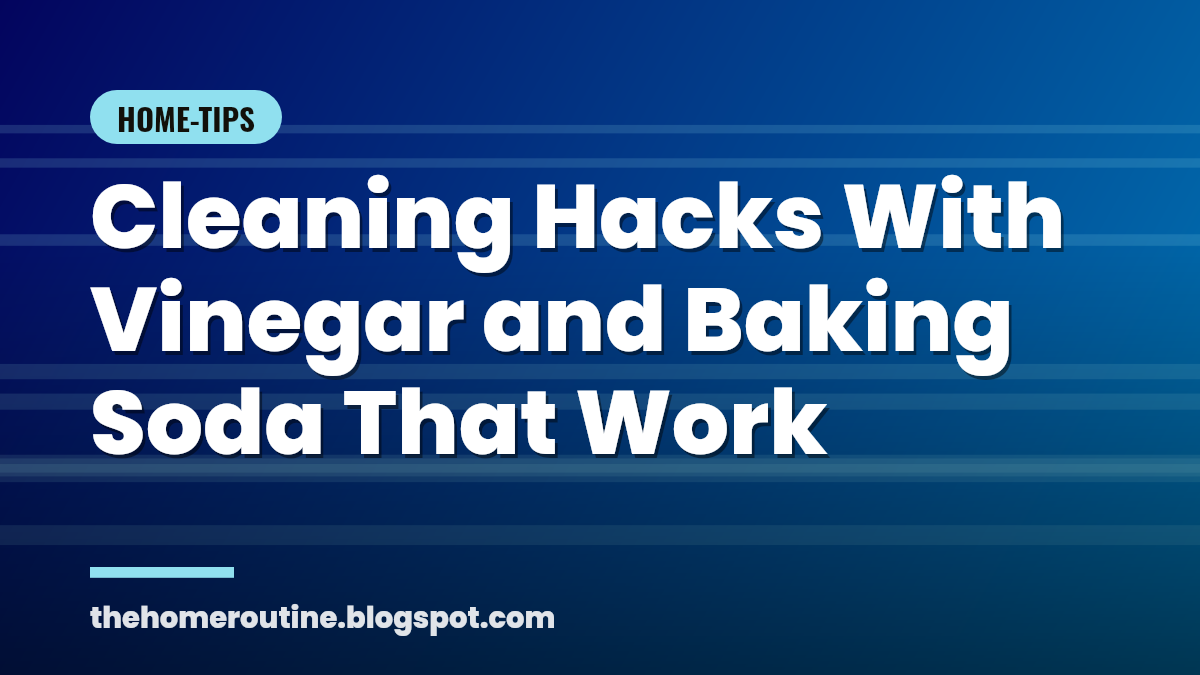 HOME-TIPS
Cleaning Hacks With
Vinegar and Baking
Soda That Work
thehomeroutine.blogspot.com